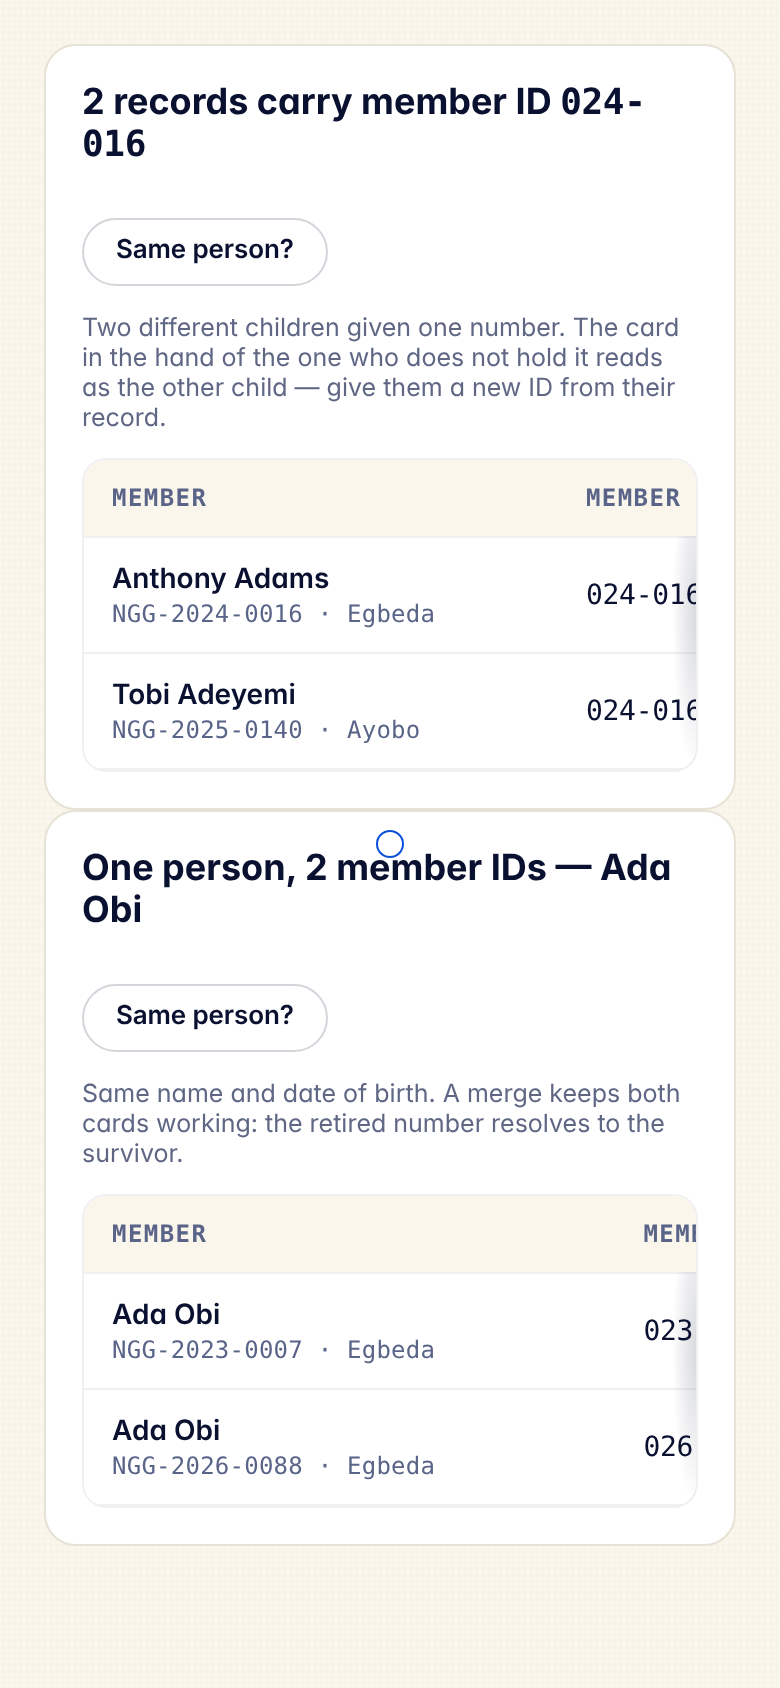 2 records carry member ID 024-
016
Same person?
Two different children given one number. The card
in the hand of the one who does not hold it reads
as the other child — give them a new ID from their
record.
MEMBER MEMBER
Anthony Adams
NGG-2024-0016 · Egbeda
024-016
Tobi Adeyemi
NGG-2025-0140 · Ayobo
024-016
One person, 2 member IDs — Ada
Obi
Same person?
Same name and date of birth. A merge keeps both
cards working: the retired number resolves to the
survivor.
MEMBER
Ada Obi
NGG-2023-0007 · Egbeda
023
Ada Obi
NGG-2026-0088 · Egbeda
026